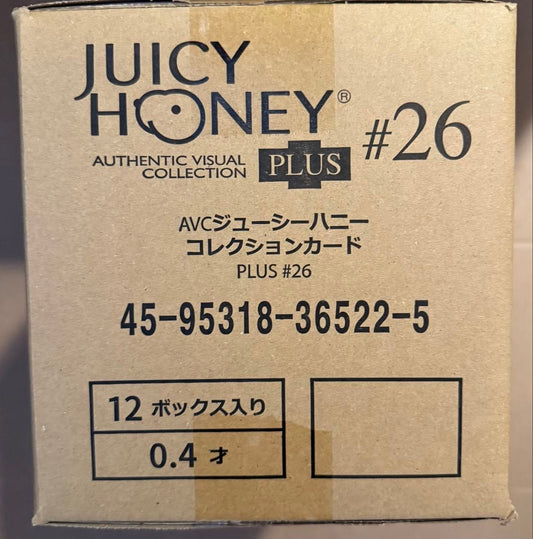 JUICY
HONEY®
#26
AUTHENTIC VISUAL
COLLECTION
PLUS
AVCジューシーハニー
コレクションカード
PLUS #26
45-95318-36522-5
12 ボックス入り
0.4 才